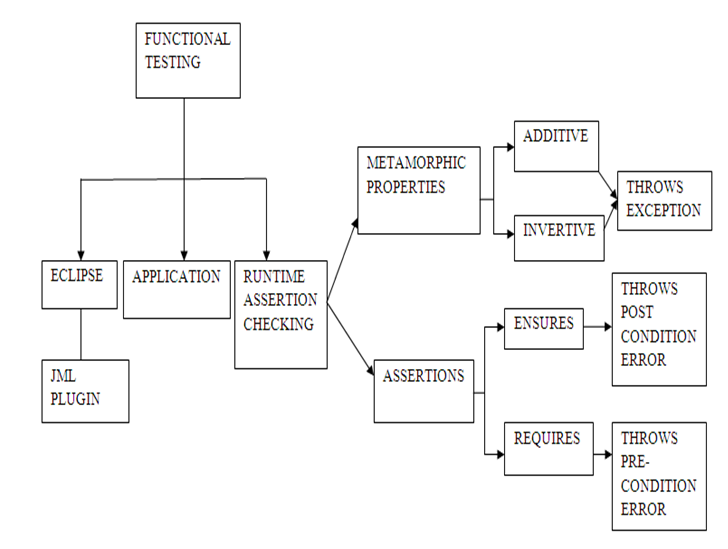 FUNCTIONAL
TESTING
ECLIPSE
JML
PLUGIN
APPLICATION
RUNTIME
ASSERTION
CHECKING
METAMORPHIC
PROPERTIES
ADDITIVE
INVERTIVE
THROWS
EXCEPTION
ASSERTIONS
ENSURES
THROWS
POST
CONDITION
ERROR
REQUIRES
THROWS
PRE-
CONDITION
ERROR